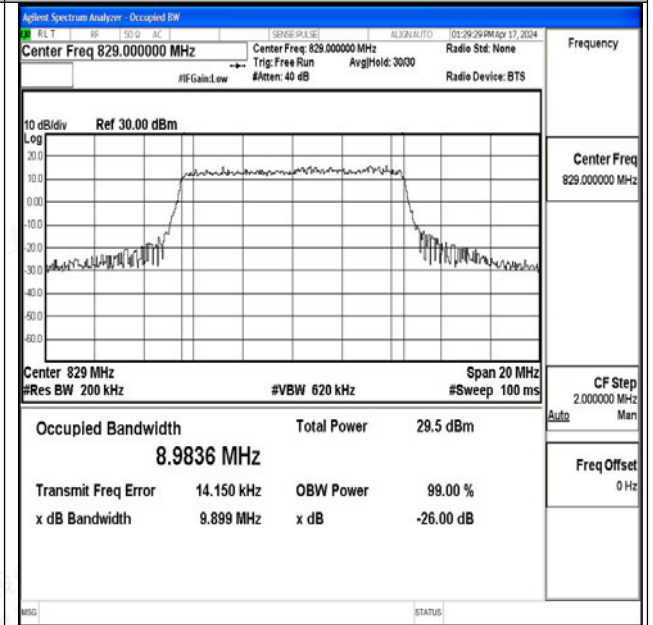 Agilent Spectrum Analyzer - Occupied BW
RLT RF 50 Ω AC SENSE:PULSE ALIGN AUTO 01:29:29 PM Apr 17, 2024
Center Freq 829.000000 MHz Center Freq: 829.000000 MHz Radio Std: None Frequency
Trig: Free Run Avg|Hold: 30/30
#IFGain:Low #Atten: 40 dB Radio Device: BTS
10 dB/div Ref 30.00 dBm
Log
20.0
10.0
0.00
-10.0
-20.0
-30.0
-40.0
-50.0
-60.0
Center 829 MHz Span 20 MHz
#Res BW 200 kHz #VBW 620 kHz #Sweep 100 ms
Occupied Bandwidth Total Power 29.5 dBm
8.9836 MHz
Transmit Freq Error 14.150 kHz OBW Power 99.00 %
x dB Bandwidth 9.899 MHz x dB -26.00 dB
Center Freq
829.000000 MHz
CF Step
2.000000 MHz
Auto Man
Freq Offset
0 Hz
MSG STATUS